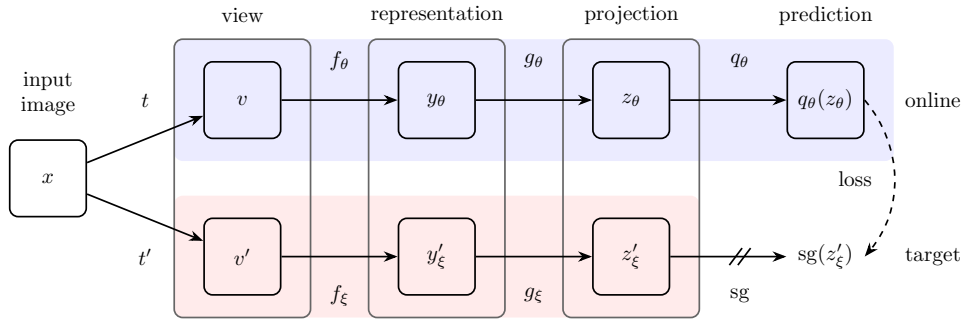 view
representation
projection
prediction
input
image
t
f_θ
g_θ
q_θ
v
y_θ
z_θ
q_θ(z_θ)
online
x
loss
t′
v′
y′_ξ
z′_ξ
sg(z′_ξ)
target
f_ξ
g_ξ
sg